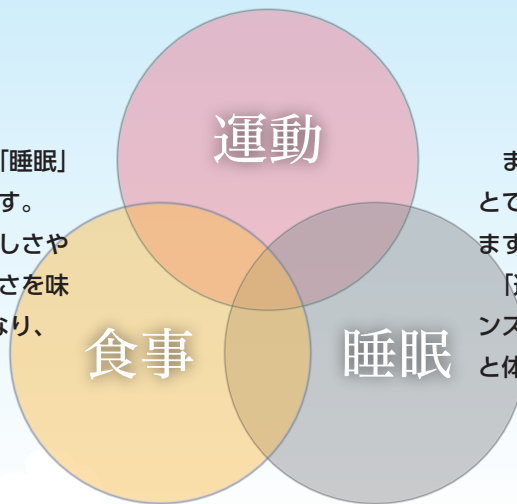 運動
「睡眠」
す。
しさや
さを味
なり、
ま
とて
ます
「運
ンス
と体
食事
睡眠